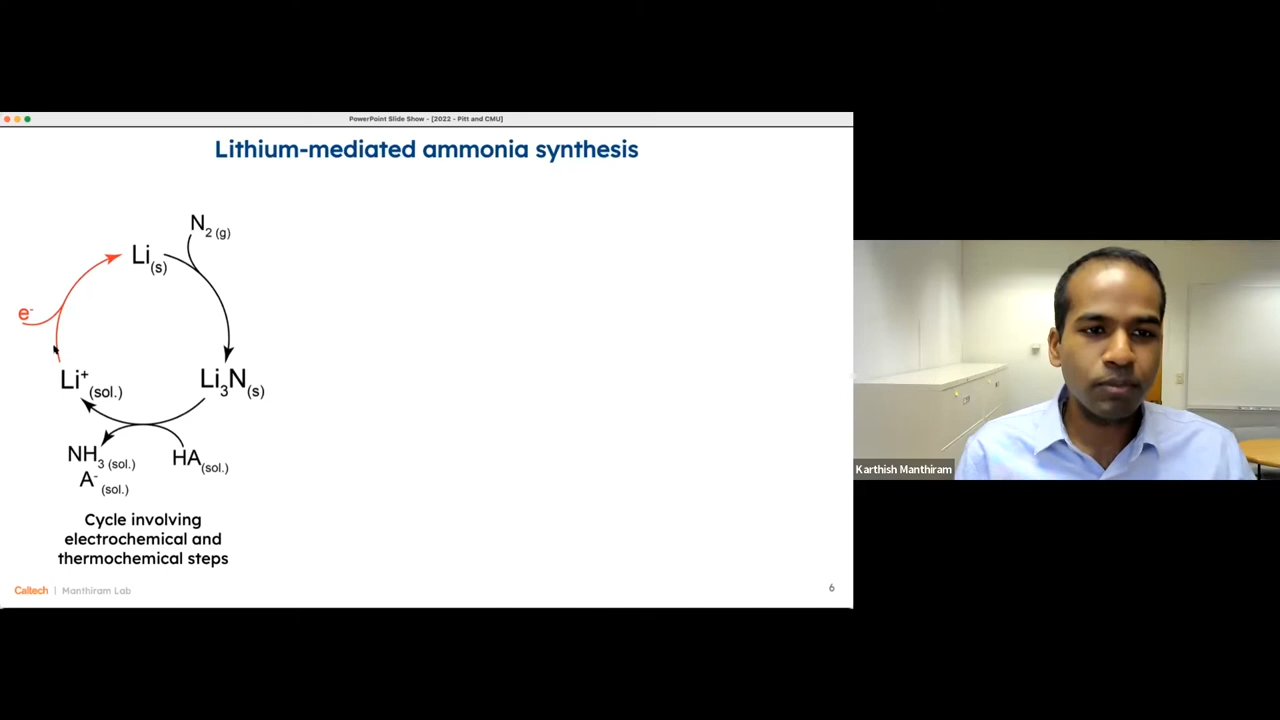 PowerPoint Slide Show - [2022 - Pitt and CMU]
Lithium-mediated ammonia synthesis
N2 (g)
Li(s)
e-
Li+(sol.)
Li3N(s)
NH3 (sol.)
A- (sol.)
HA(sol.)
Cycle involving
electrochemical and
thermochemical steps
Caltech | Manthiram Lab
6
Karthish Manthiram